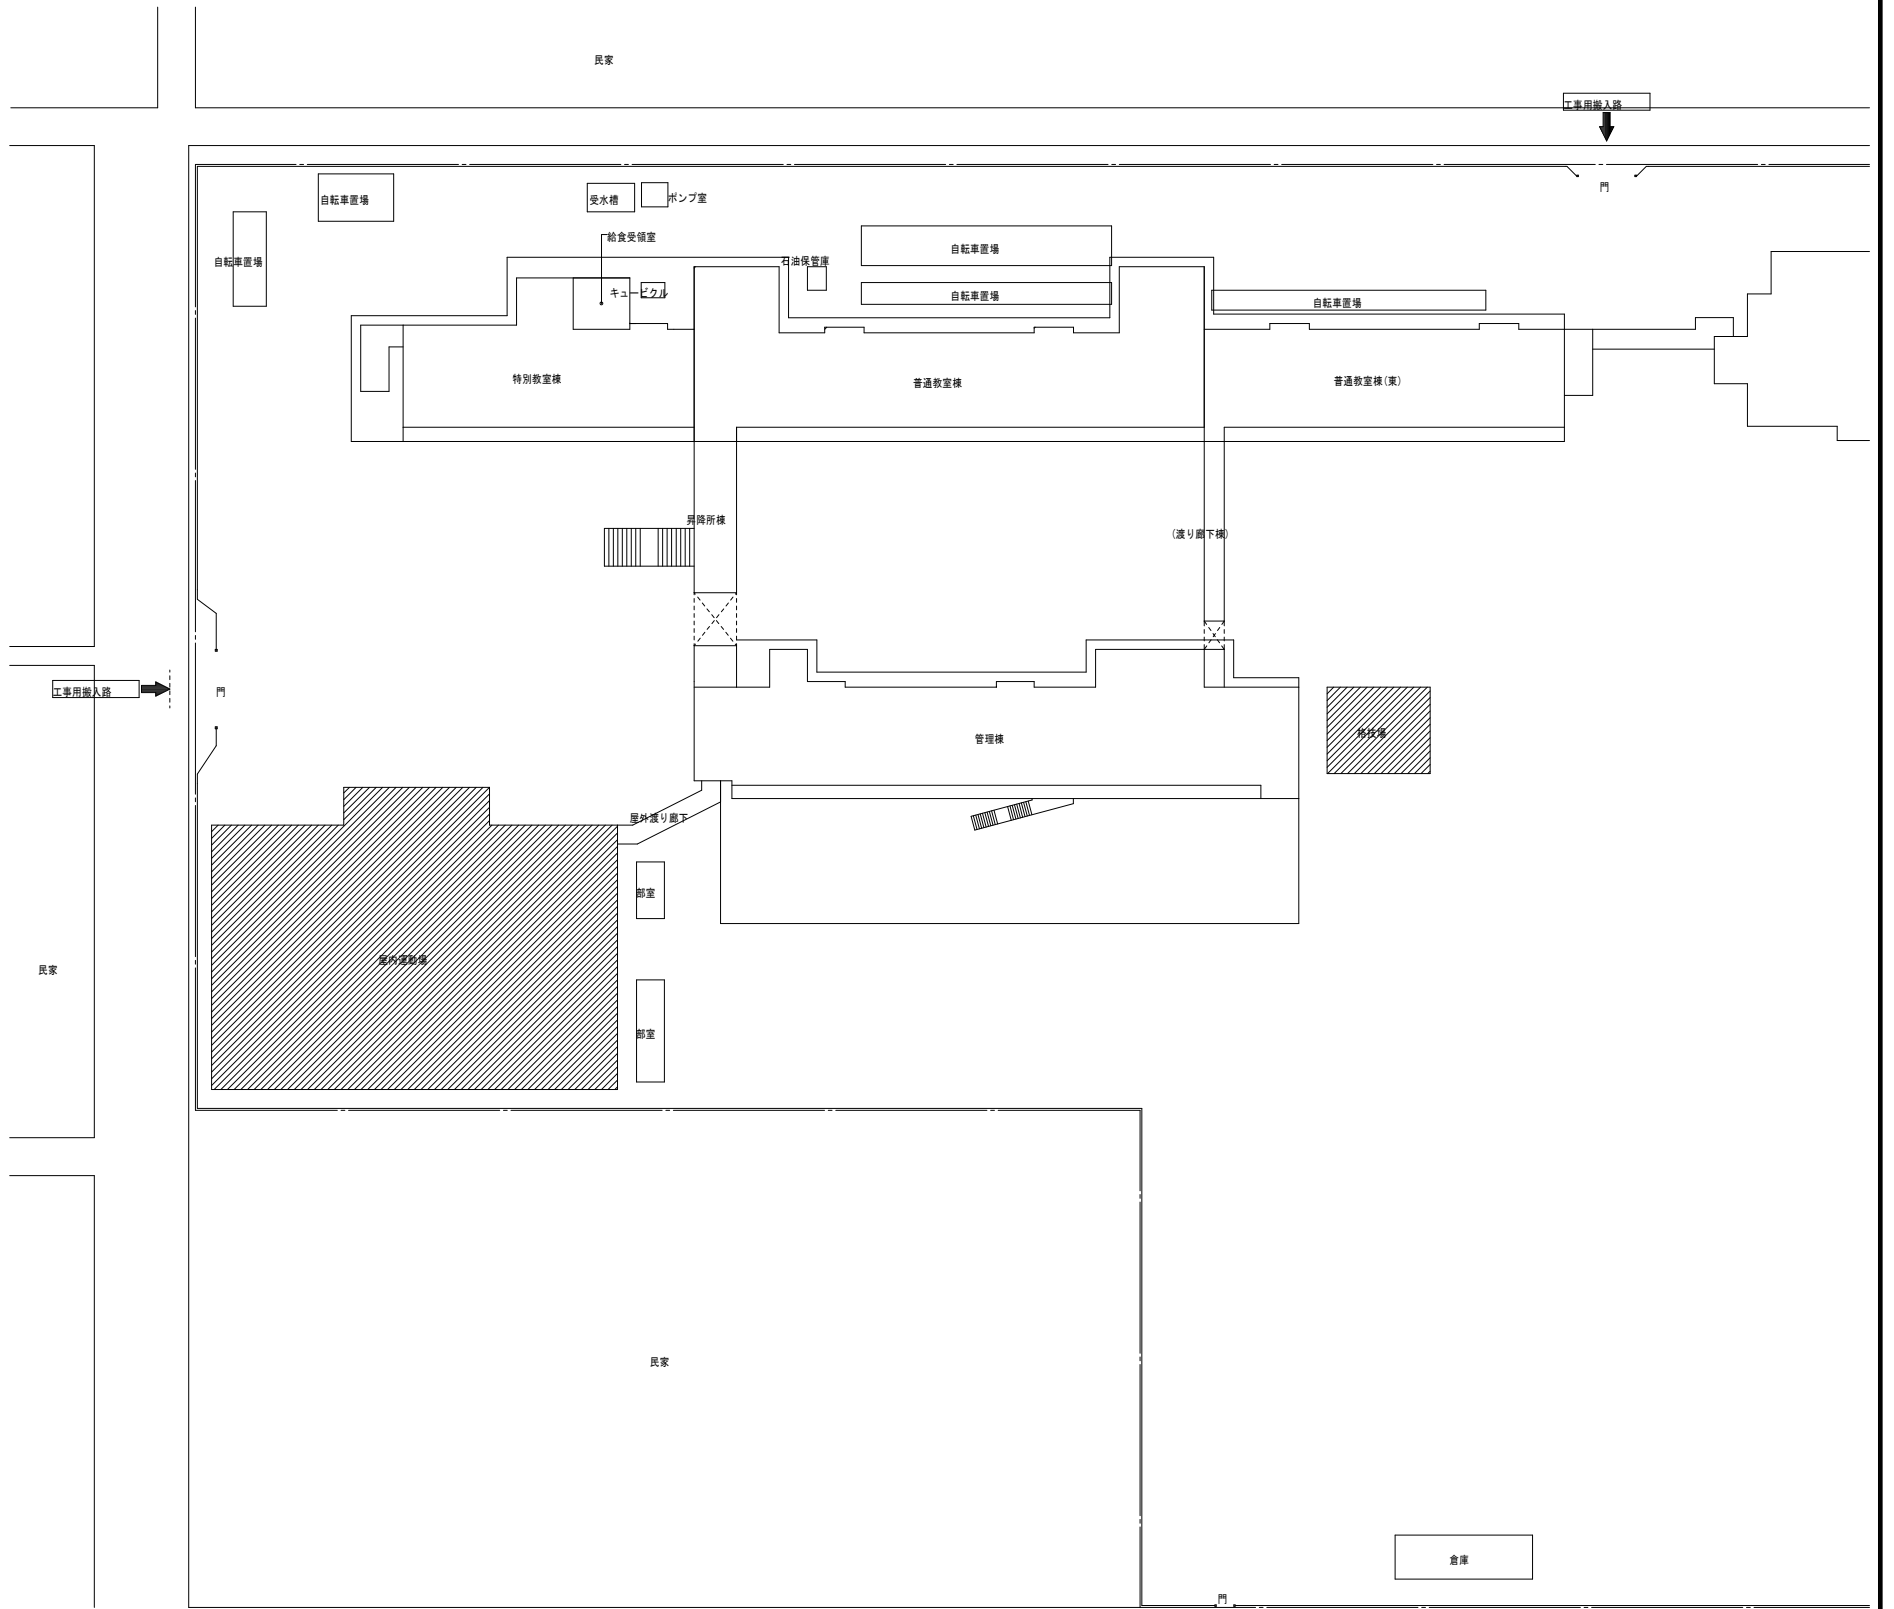 民家
工事用搬入路
門
自転車置場
受水槽
ポンプ室
給食受領室
自転車置場
自転車置場
石油保管庫
キュービクル
自転車置場
自転車置場
特別教室棟
普通教室棟
普通教室棟(東)
昇降所棟
(渡り廊下棟)
工事用搬入路
門
管理棟
格技場
屋外渡り廊下
部室
屋内運動場
民家
部室
民家
倉庫
門